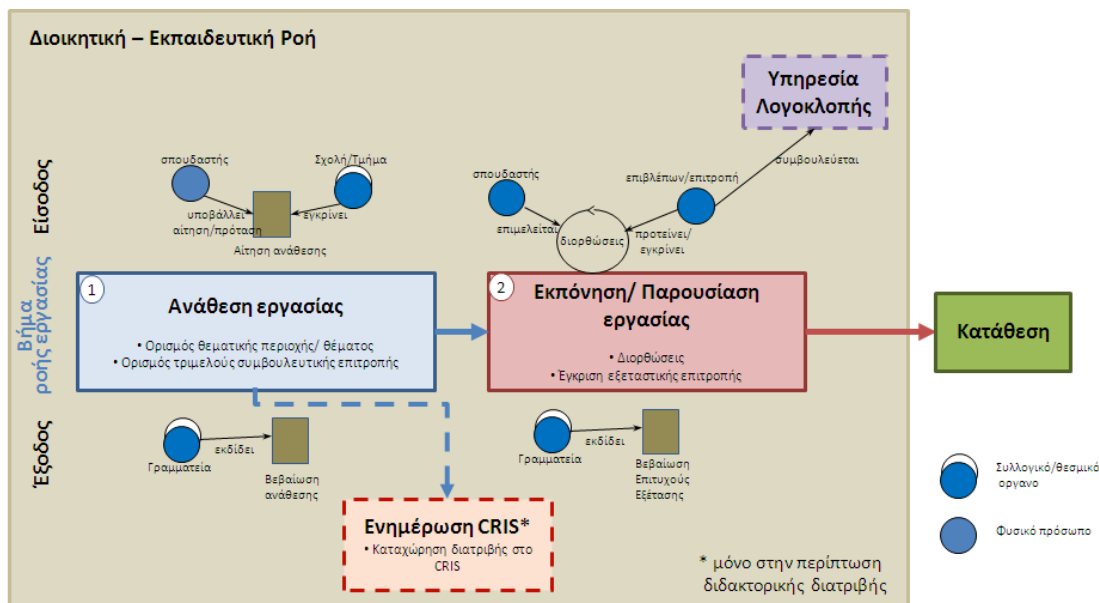 Διοικητική – Εκπαιδευτική Ροή
Υπηρεσία
Λογοκλοπής
Είσοδος
σπουδαστής
Σχολή/Τμήμα
υποβάλλει
αίτηση/πρόταση
εγκρίνει
Αίτηση ανάθεσης
σπουδαστής
επιβλέπων/επιτροπή
συμβουλεύεται
επιμελείται
διορθώσεις
προτείνει/
εγκρίνει
Βήμα
ροής εργασίας
1
Ανάθεση εργασίας
• Ορισμός θεματικής περιοχής/ θέματος
• Ορισμός τριμελούς συμβουλευτικής επιτροπής
2
Εκπόνηση/ Παρουσίαση
εργασίας
• Διορθώσεις
• Έγκριση εξεταστικής επιτροπής
Κατάθεση
Έξοδος
Γραμματεία
εκδίδει
Βεβαίωση
ανάθεσης
Γραμματεία
εκδίδει
Βεβαίωση
Επιτυχούς
Εξέτασης
Ενημέρωση CRIS*
• Καταχώρηση διατριβής στο
CRIS
* μόνο στην περίπτωση
διδακτορικής διατριβής
Συλλογικό/θεσμικό
οργανο
Φυσικό πρόσωπο